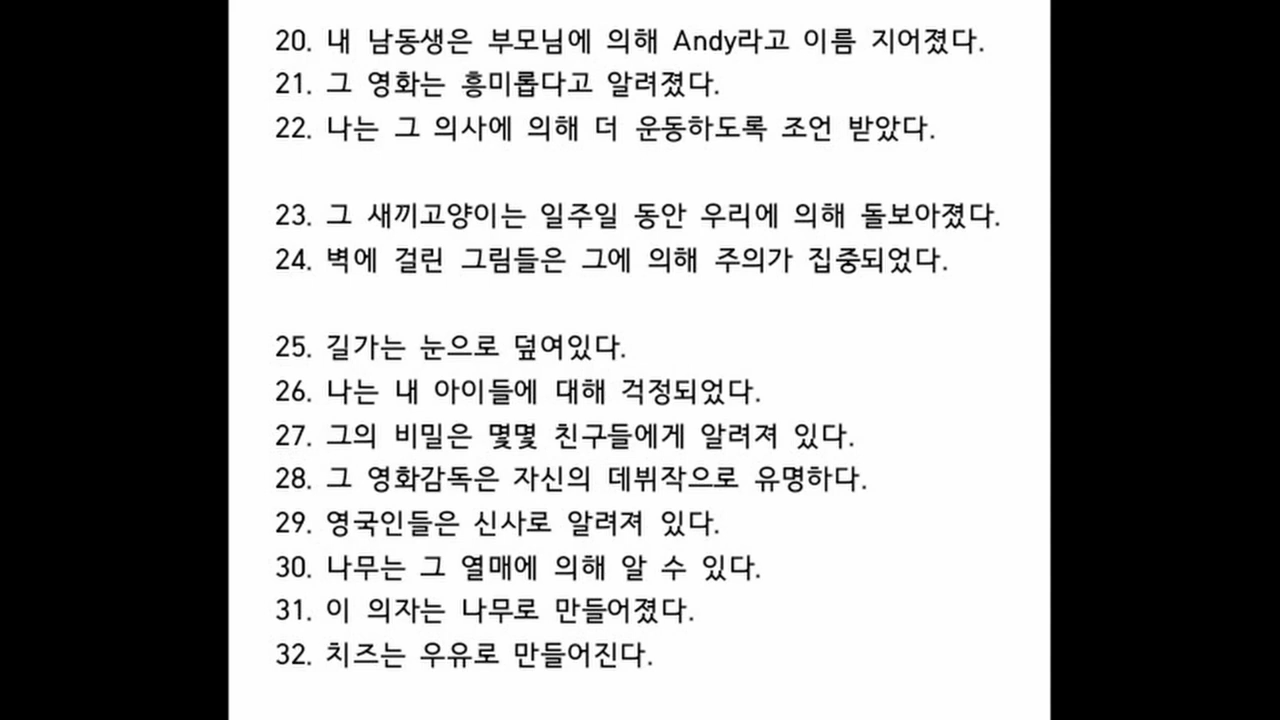 20. 내 남동생은 부모님에 의해 Andy라고 이름 지어졌다.
21. 그 영화는 흥미롭다고 알려졌다.
22. 나는 그 의사에 의해 더 운동하도록 조언 받았다.
23. 그 새끼고양이는 일주일 동안 우리에 의해 돌보아졌다.
24. 벽에 걸린 그림들은 그에 의해 주의가 집중되었다.
25. 길가는 눈으로 덮여있다.
26. 나는 내 아이들에 대해 걱정되었다.
27. 그의 비밀은 몇몇 친구들에게 알려져 있다.
28. 그 영화감독은 자신의 데뷔작으로 유명하다.
29. 영국인들은 신사로 알려져 있다.
30. 나무는 그 열매에 의해 알 수 있다.
31. 이 의자는 나무로 만들어졌다.
32. 치즈는 우유로 만들어진다.